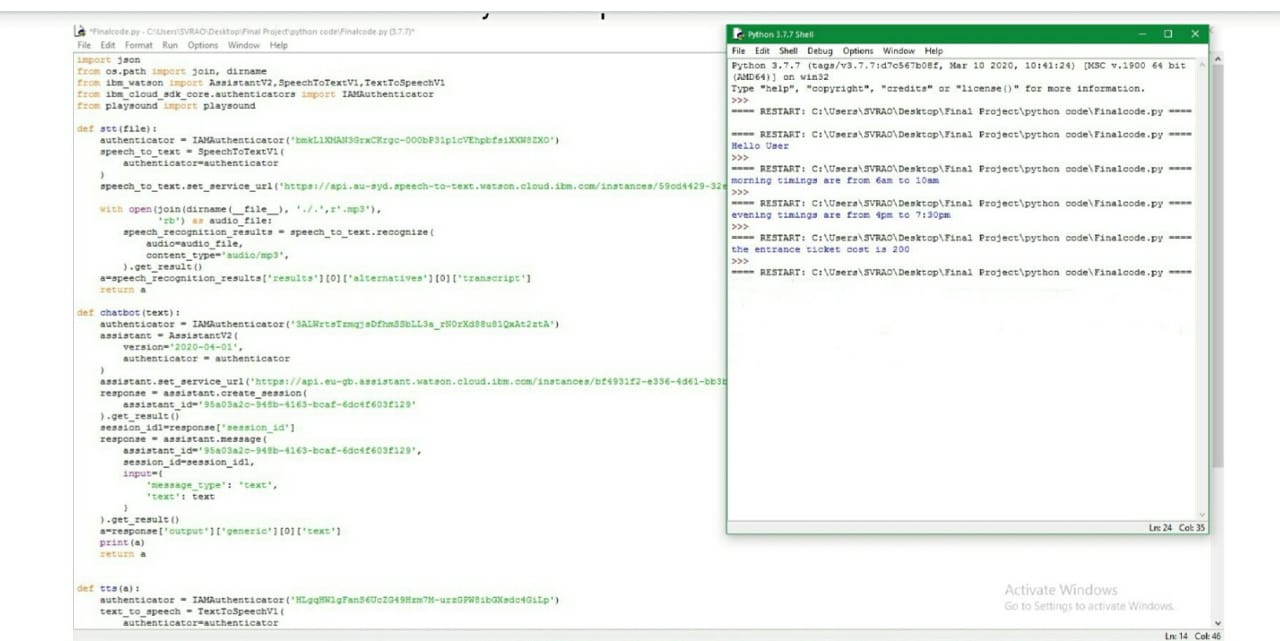 *Finalcode.py - C:\Users\SVRAO\Desktop\Final Project\python code\Finalcode.py (3.7.7)*
File Edit Format Run Options Window Help
import json
from os.path import join, dirname
from ibm_watson import AssistantV2,SpeechToTextV1,TextToSpeechV1
from ibm_cloud_sdk_core.authenticators import IAMAuthenticator
from playsound import playsound
def stt(file):
authenticator = IAMAuthenticator(
speech_to_text = SpeechToTextV1(
authenticator=authenticator
)
speech_to_text.set_service_url('https://api.au-syd.speech-to-text.watson.cloud.ibm.com/instances/
with open(join(dirname(__file__), './.',r'.mp3'),
'rb') as audio_file:
speech_recognition_results = speech_to_text.recognize(
audio=audio_file,
content_type='audio/mp3',
).get_result()
a=speech_recognition_results['results'][0]['alternatives'][0]['transcript']
return a
def chatbot(text):
authenticator = IAMAuthenticator(
assistant = AssistantV2(
version='2020-04-01',
authenticator = authenticator
)
assistant.set_service_url('https://api.eu-gb.assistant.watson.cloud.ibm.com/instances/
response = assistant.create_session(
assistant_id='95a03a2c-948b-4163-bcaf-6dc4f603f129'
).get_result()
session_id1=response['session_id']
response = assistant.message(
assistant_id='95a03a2c-948b-4163-bcaf-6dc4f603f129',
session_id=session_id1,
input={
'message_type': 'text',
'text': text
}
).get_result()
a=response['output']['generic'][0]['text']
print(a)
return a
def tts(a):
authenticator = IAMAuthenticator(
text_to_speech = TextToSpeechV1(
authenticator=authenticator
Ln: 14 Col: 46
Python 3.7.7 Shell
File Edit Shell Debug Options Window Help
Python 3.7.7 (tags/v3.7.7:d7c567b08f, Mar 10 2020, 10:41:24) [MSC v.1900 64 bit
(AMD64)] on win32
Type "help", "copyright", "credits" or "license()" for more information.
>>>
==== RESTART: C:\Users\SVRAO\Desktop\Final Project\python code\Finalcode.py ====
==== RESTART: C:\Users\SVRAO\Desktop\Final Project\python code\Finalcode.py ====
Hello User
>>>
==== RESTART: C:\Users\SVRAO\Desktop\Final Project\python code\Finalcode.py ====
morning timings are from 6am to 10am
>>>
==== RESTART: C:\Users\SVRAO\Desktop\Final Project\python code\Finalcode.py ====
evening timings are from 4pm to 7:30pm
>>>
==== RESTART: C:\Users\SVRAO\Desktop\Final Project\python code\Finalcode.py ====
the entrance ticket cost is 200
>>>
==== RESTART: C:\Users\SVRAO\Desktop\Final Project\python code\Finalcode.py ====
Ln: 24 Col: 35
Activate Windows
Go to Settings to activate Windows.